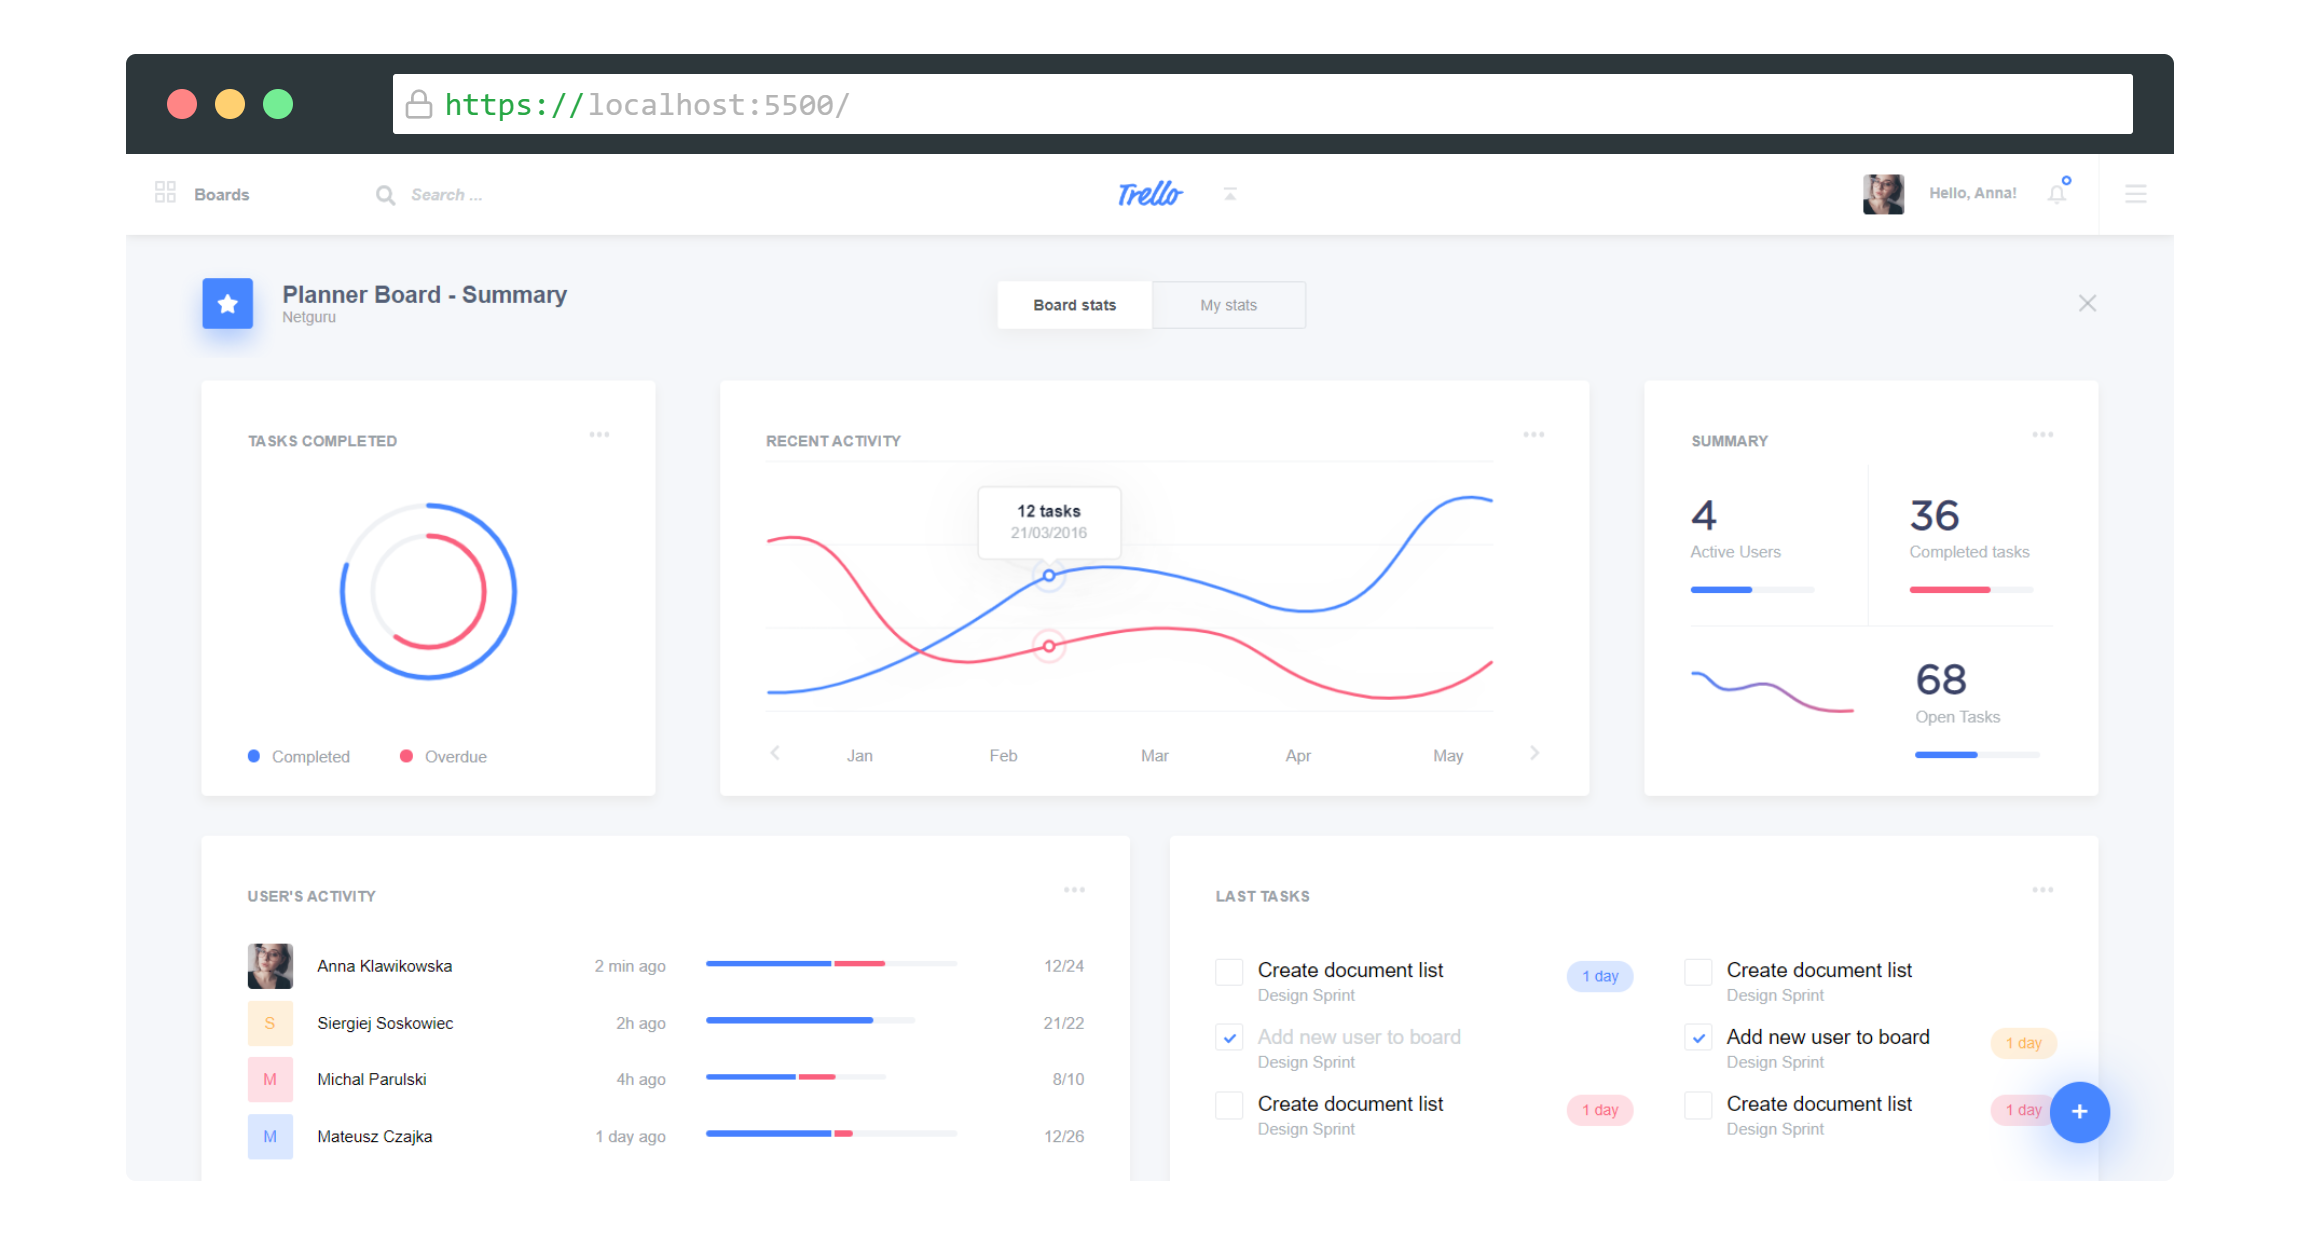 https://localhost:5500/
Boards
Search ...
Trello
Hello, Anna!
Planner Board - Summary
Netguru
Board stats
My stats
TASKS COMPLETED
Completed
Overdue
RECENT ACTIVITY
12 tasks
21/03/2016
Jan
Feb
Mar
Apr
May
SUMMARY
4
Active Users
36
Completed tasks
68
Open Tasks
USER'S ACTIVITY
Anna Klawikowska
2 min ago
12/24
S
Siergiej Soskowiec
2h ago
21/22
M
Michal Parulski
4h ago
8/10
M
Mateusz Czajka
1 day ago
12/26
LAST TASKS
Create document list
Design Sprint
1 day
Add new user to board
Design Sprint
Create document list
Design Sprint
1 day
Create document list
Design Sprint
Add new user to board
Design Sprint
1 day
Create document list
Design Sprint
1 day
+